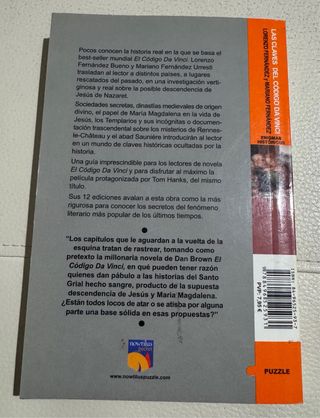 Pocos conocen la historia real en la que se basa el
best-seller mundial El Código Da Vinci. Lorenzo
Fernández Bueno y Mariano Fernández Urresti
trasladan al lector a distintos países, a lugares
rescatados del pasado, en una investigación verti-
ginosa y real sobre la posible descendencia de
Jesús de Nazaret.
Sociedades secretas, dinastías medievales de origen
divino, el papel de María Magdalena en la vida de
Jesús, los Templarios y sus incógnitas o documen-
tación trascendental sobre los misterios de Rennes-
le-Château y el abad Saunière introducirán al lector
en un mundo de claves históricas ocultadas por la
historia.
Una guía imprescindible para los lectores de novela
El Código Da Vinci y para disfrutar al máximo la
película protagonizada por Tom Hanks, del mismo
título.
Sus 12 ediciones avalan a esta obra como la más
rigurosa para conocer los secretos del fenómeno
literario más popular de los últimos tiempos.
"Los capítulos que le aguardan a la vuelta de la
esquina tratan de rastrear, tomando como
pretexto la millonaria novela de Dan Brown El
Código Da Vinci, en qué pueden tener razón
quienes dan pábulo a las historias del Santo
Grial hecho sangre, producto de la supuesta
descendencia de Jesús y María Magdalena.
¿Están todos locos de atar o se atisba por alguna
parte una base sólida en esas propuestas?"
nowtilus
www.nowtiluspuzzle.com
LAS CLAVES DEL CÓDIGO DA VINCI
LORENZO FERNÁNDEZ y MARIANO FERNÁNDEZ
ENIGMAS
HISTÓRICOS
PVP: 7,95 €
PUZZLE